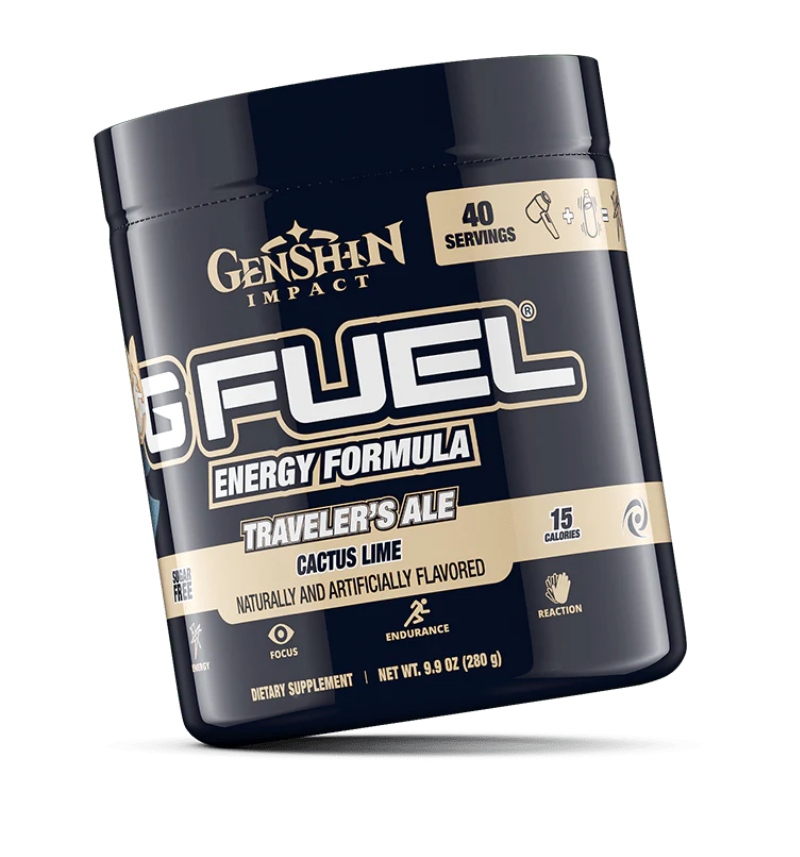 40
SERVINGS
GENSHIN
IMPACT
G FUEL®
ENERGY FORMULA
TRAVELER'S ALE
CACTUS LIME
NATURALLY AND ARTIFICIALLY FLAVORED
SUGAR
FREE
15
CALORIES
ENERGY
FOCUS
ENDURANCE
REACTION
DIETARY SUPPLEMENT | NET WT. 9.9 OZ (280 g)